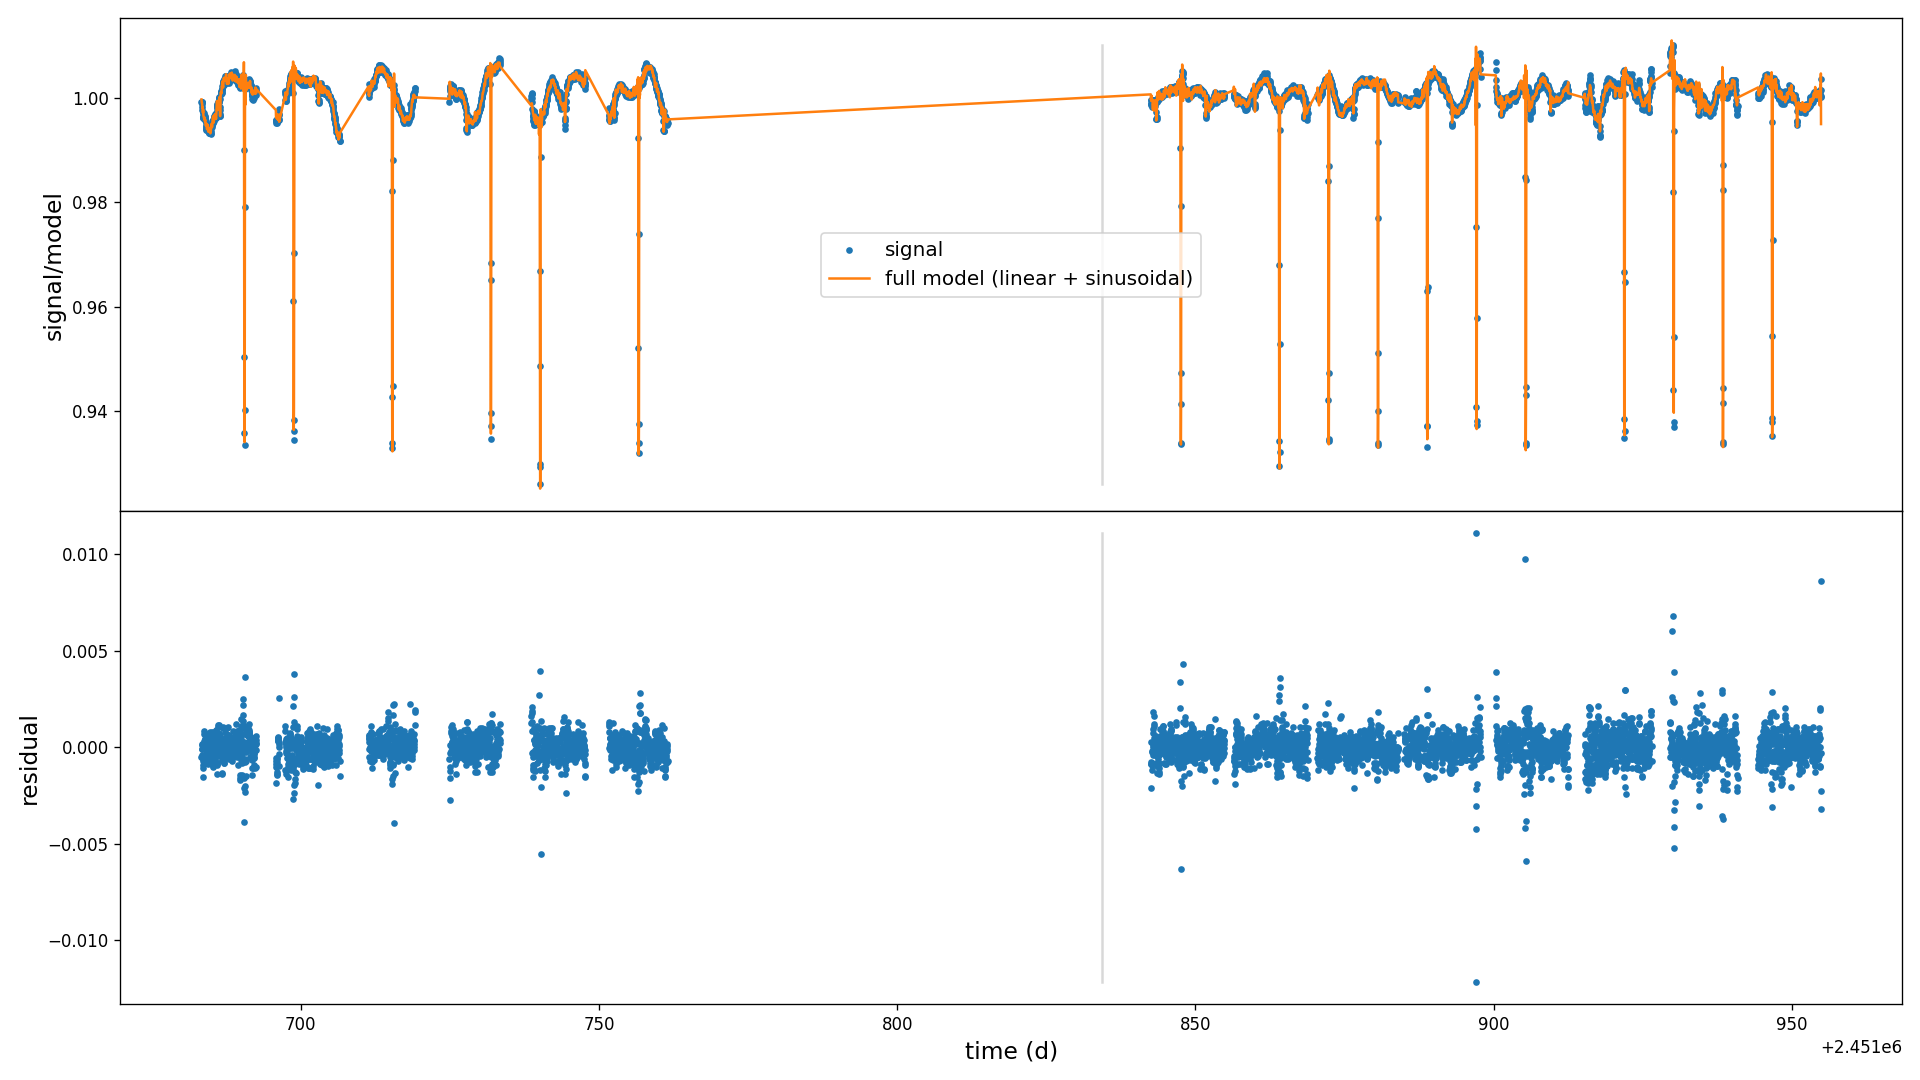 1.00
0.98
0.96
0.94
signal/model
signal
full model (linear + sinusoidal)
0.010
0.005
0.000
−0.005
−0.010
residual
700
750
800
850
900
950
time (d)
+2.451e6